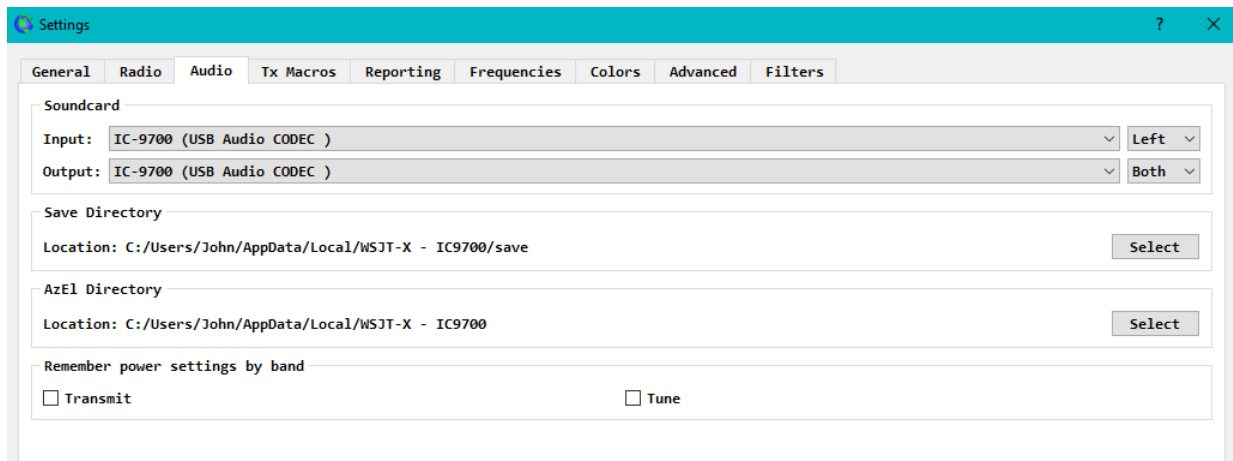 Settings ?
General Radio Audio Tx Macros Reporting Frequencies Colors Advanced Filters
Soundcard
Input: IC-9700 (USB Audio CODEC ) Left
Output: IC-9700 (USB Audio CODEC ) Both
Save Directory
Location: C:/Users/John/AppData/Local/WSJT-X - IC9700/save Select
AzEl Directory
Location: C:/Users/John/AppData/Local/WSJT-X - IC9700 Select
Remember power settings by band
Transmit Tune